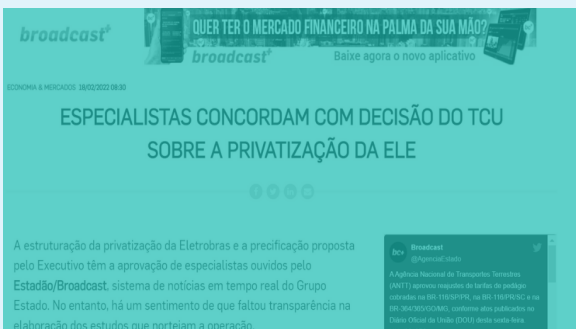 broadcast+
QUER TER O MERCADO FINANCEIRO NA PALMA DA SUA MÃO?
broadcast+
Baixe agora o novo aplicativo
ECONOMIA & MERCADOS 18/02/2022 08:30
ESPECIALISTAS CONCORDAM COM DECISÃO DO TCU
SOBRE A PRIVATIZAÇÃO DA ELE
A estruturação da privatização da Eletrobras e a precificação proposta
pelo Executivo têm a aprovação de especialistas ouvidos pelo
Estadão/Broadcast, sistema de notícias em tempo real do Grupo
Estado. No entanto, há um sentimento de que faltou transparência na
elaboração dos estudos que norteiam a operação.
Broadcast
@AgenciaEstado
A Agência Nacional de Transportes Terrestres
(ANTT) aprovou reajustes de tarifas de pedágio
cobradas na BR-116/SP/PR, na BR-116/PR/SC e na
BR-364/365/GO/MG, conforme atos publicados no
Diário Oficial da União (DOU) desta sexta-feira